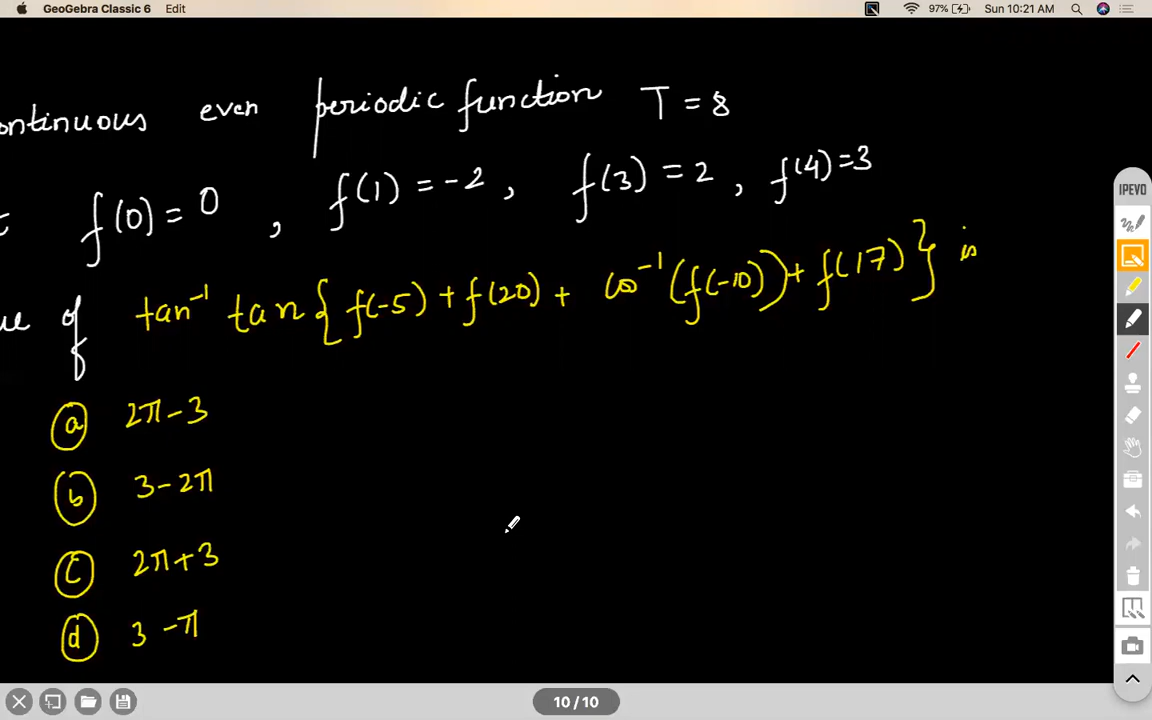 GeoGebra Classic 6 Edit 97% Sun 10:21 AM
ontinuous even periodic function T = 8
f(0) = 0 , f(1) = -2 , f(3) = 2 , f(4) = 3
IPEVO
ue of tan⁻¹ tan { f(-5) + f(20) + cos⁻¹ (f(-10)) + f(17) } is
a 2π - 3
b 3 - 2π
c 2π + 3
d 3 - π
10 / 10